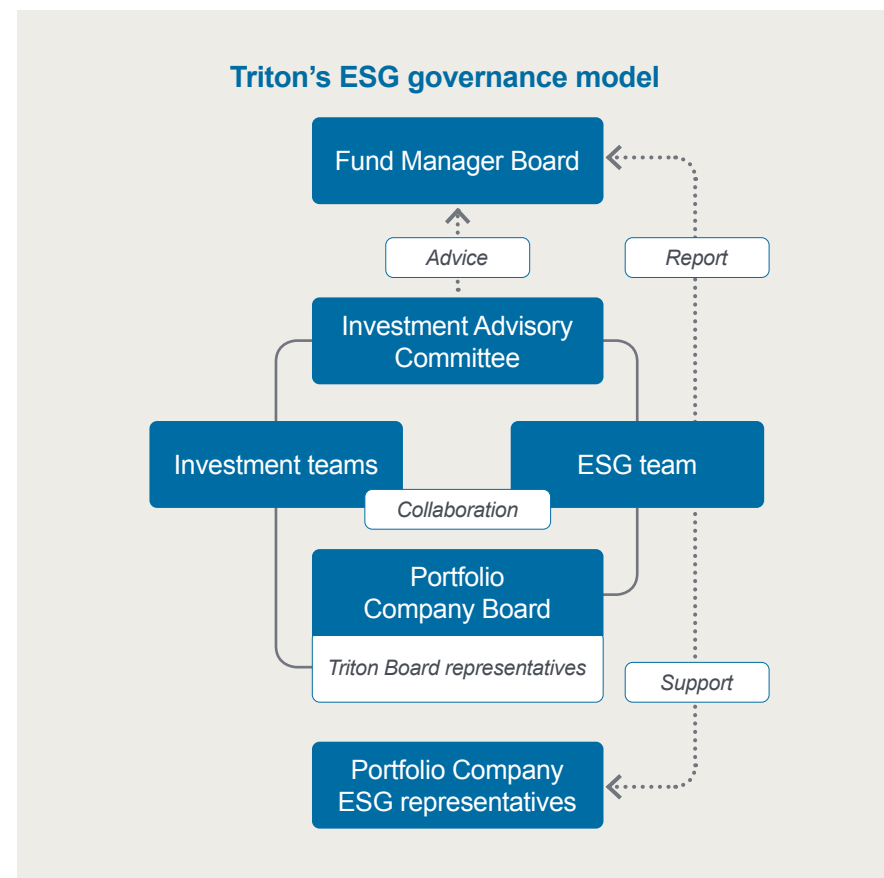 Triton’s ESG governance model
Fund Manager Board
Advice
Report
Investment Advisory
Committee
Investment teams
ESG team
Collaboration
Portfolio
Company Board
Triton Board representatives
Support
Portfolio Company
ESG representatives